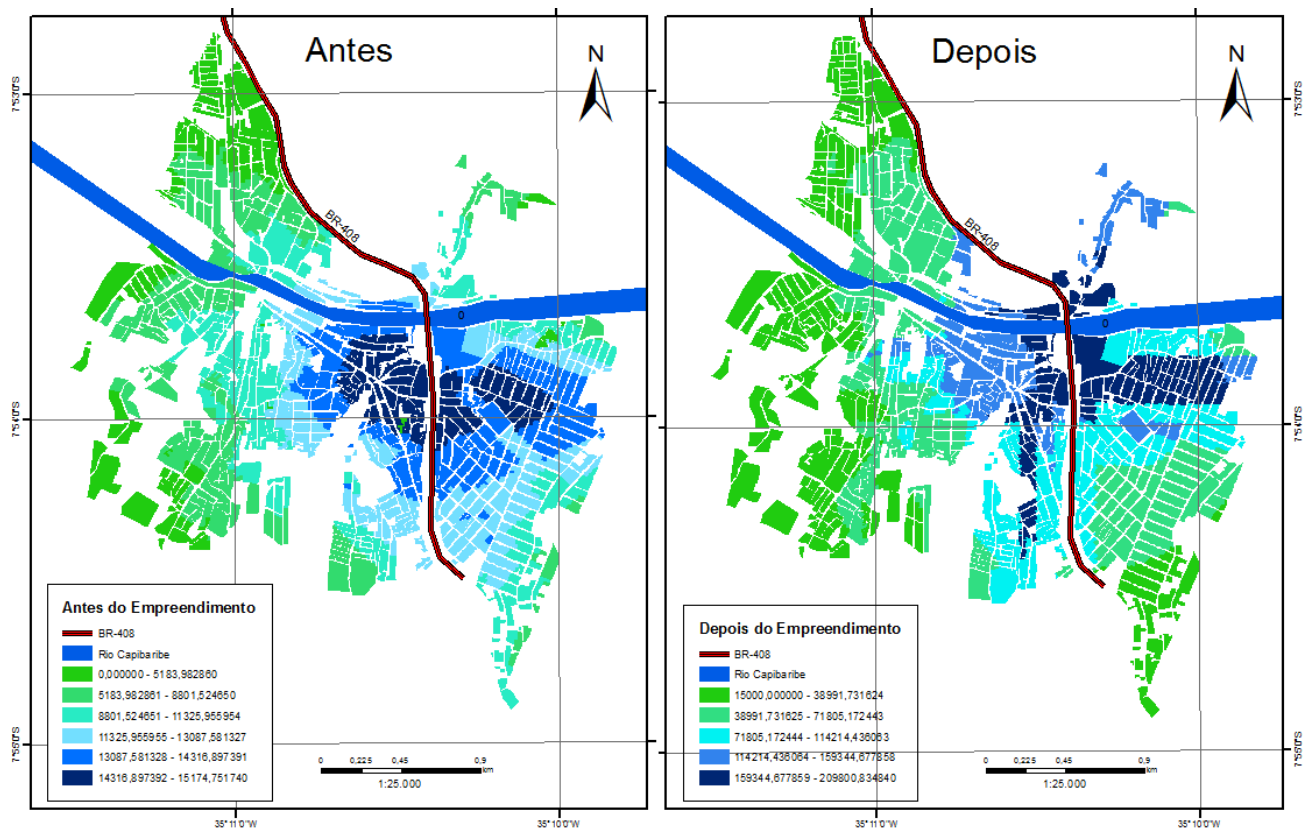 Antes
N
BR-408
0
7°53'0"S
7°54'0"S
7°55'0"S
35°11'0"W
35°10'0"W
Antes do Empreendimento
BR-408
Rio Capibaribe
0,000000 - 5183,982860
5183,982861 - 8801,524650
8801,524651 - 11325,955954
11325,955955 - 13087,581327
13087,581328 - 14316,897391
14316,897392 - 15174,751740
0 0,225 0,45 0,9
km
1:25.000
Depois
N
BR-408
0
7°53'0"S
7°54'0"S
7°55'0"S
35°11'0"W
35°10'0"W
Depois do Empreendimento
BR-408
Rio Capibaribe
15000,000000 - 38991,731624
38991,731625 - 71805,172443
71805,172444 - 114214,436063
114214,436064 - 159344,677858
159344,677859 - 209800,834840
0 0,225 0,45 0,9
km
1:25.000